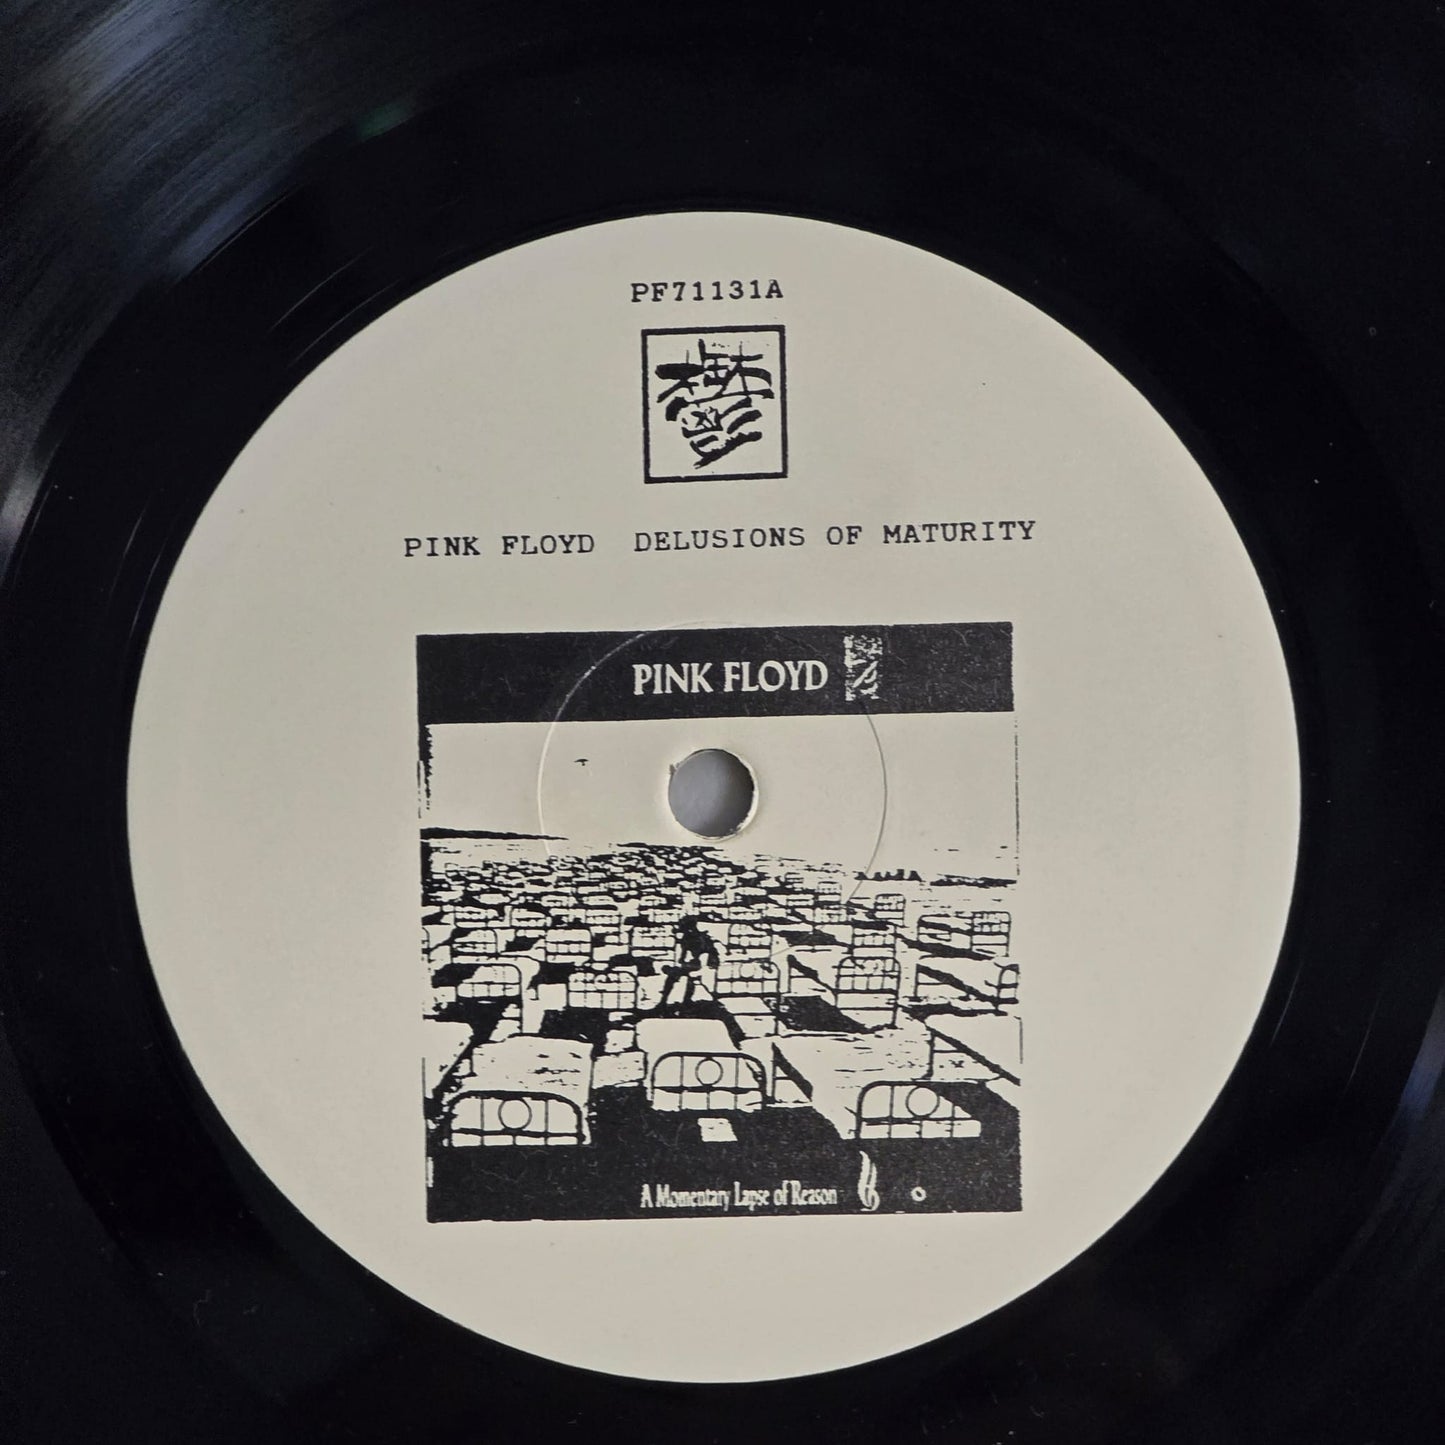 PF71131A
PINK FLOYD  DELUSIONS OF MATURITY
PINK FLOYD
A Momentary Lapse of Reason